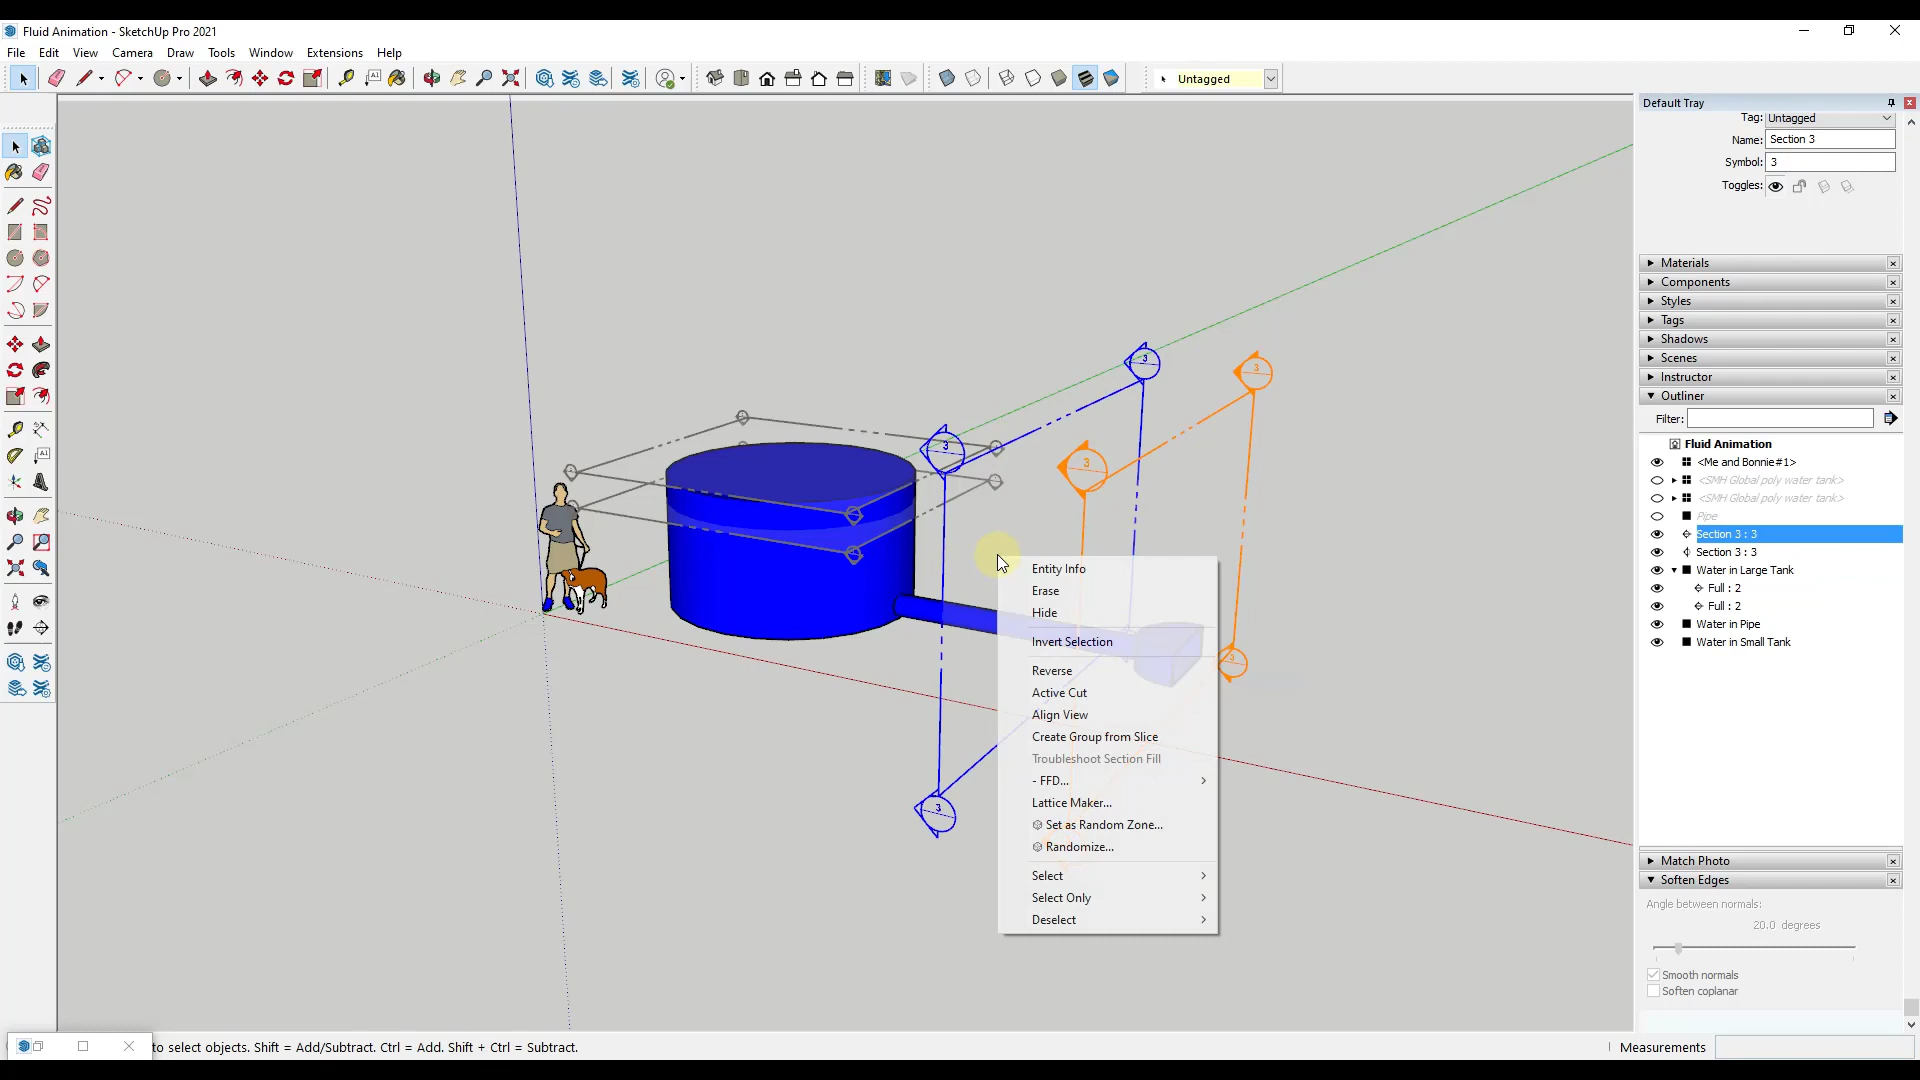 Fluid Animation - SketchUp Pro 2021
File Edit View Camera Draw Tools Window Extensions Help
Untagged
Default Tray
Tag: Untagged
Name: Section 3
Symbol: 3
Toggles:
Materials
Components
Styles
Tags
Shadows
Scenes
Instructor
Outliner
Filter:
Fluid Animation
<Me and Bonnie#1>
<SMH Global poly water tank>
<SMH Global poly water tank>
Pipe
Section 3 : 3
Section 3 : 3
Water in Large Tank
Full : 2
Full : 2
Water in Pipe
Water in Small Tank
Match Photo
Soften Edges
Angle between normals:
20.0 degrees
Smooth normals
Soften coplanar
3
3
3
3
3
3
Entity Info
Erase
Hide
Invert Selection
Reverse
Active Cut
Align View
Create Group from Slice
Troubleshoot Section Fill
- FFD...
Lattice Maker...
Set as Random Zone...
Randomize...
Select
Select Only
Deselect
to select objects. Shift = Add/Subtract. Ctrl = Add. Shift + Ctrl = Subtract.
Measurements